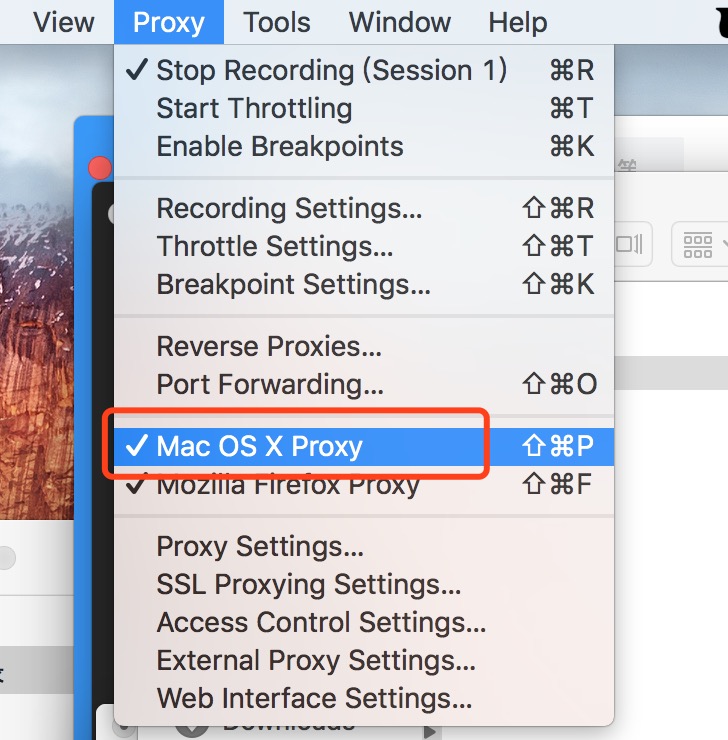 View Proxy Tools Window Help
✓ Stop Recording (Session 1) ⌘R
Start Throttling ⌘T
Enable Breakpoints ⌘K
Recording Settings... ⇧⌘R
Throttle Settings... ⇧⌘T
Breakpoint Settings... ⇧⌘K
Reverse Proxies...
Port Forwarding... ⇧⌘O
✓ Mac OS X Proxy ⇧⌘P
✓ Mozilla Firefox Proxy ⇧⌘F
Proxy Settings...
SSL Proxying Settings...
Access Control Settings...
External Proxy Settings...
Web Interface Settings...
Downloads